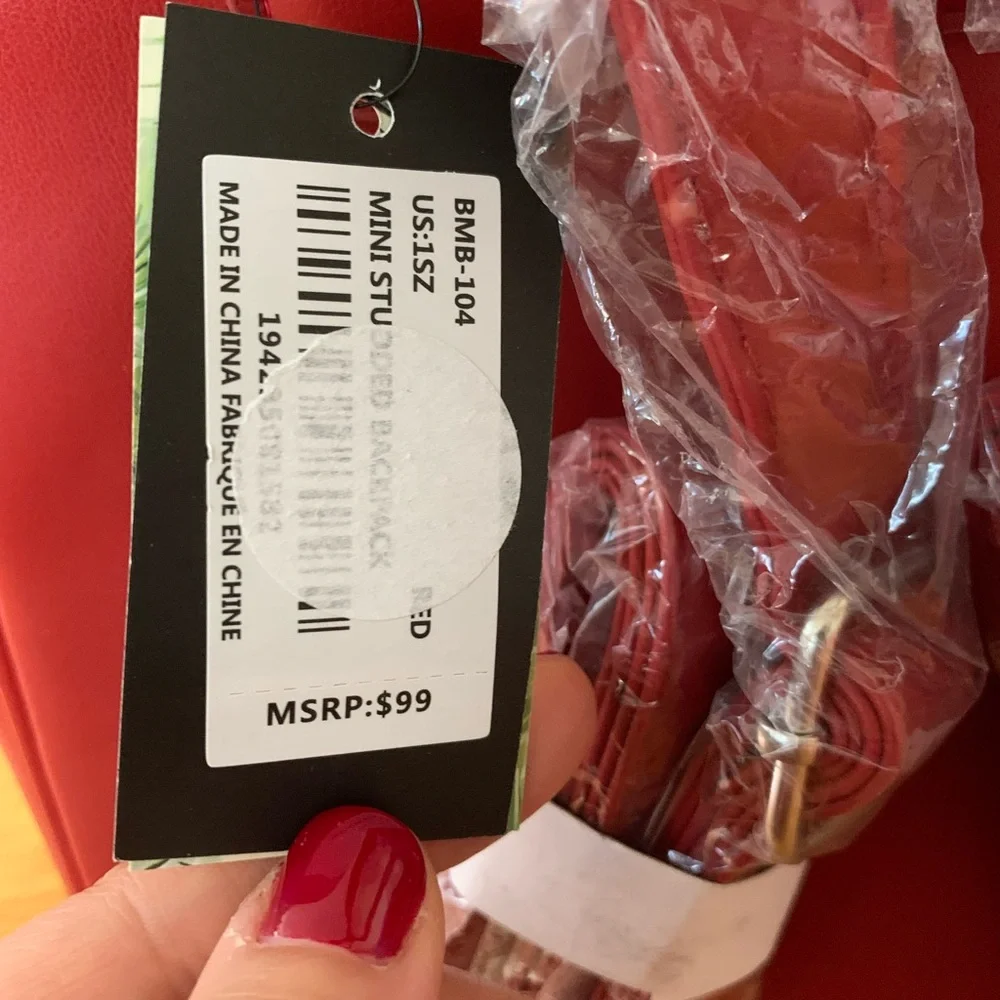 BMB-104
US:1SZ RED
MINI STUDDED BACKPACK
MADE IN CHINA FABRIQUE EN CHINE
MSRP:$99